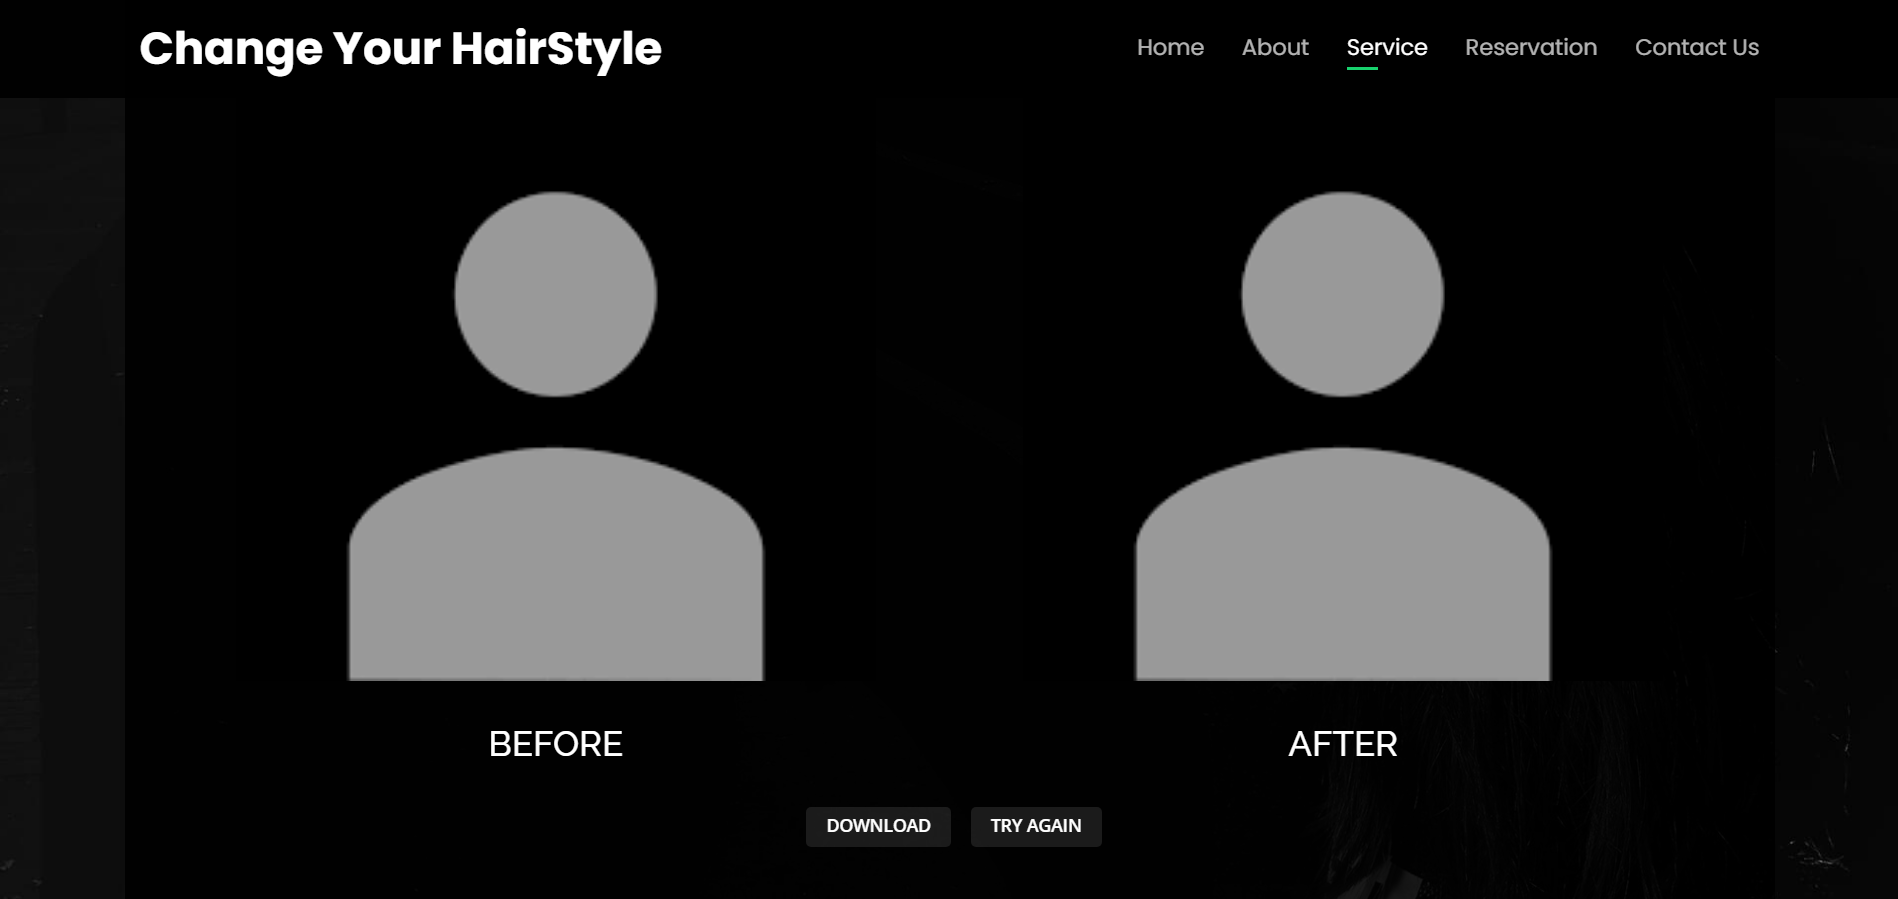 Change Your HairStyle
Home About Service Reservation Contact Us
BEFORE AFTER
DOWNLOAD TRY AGAIN